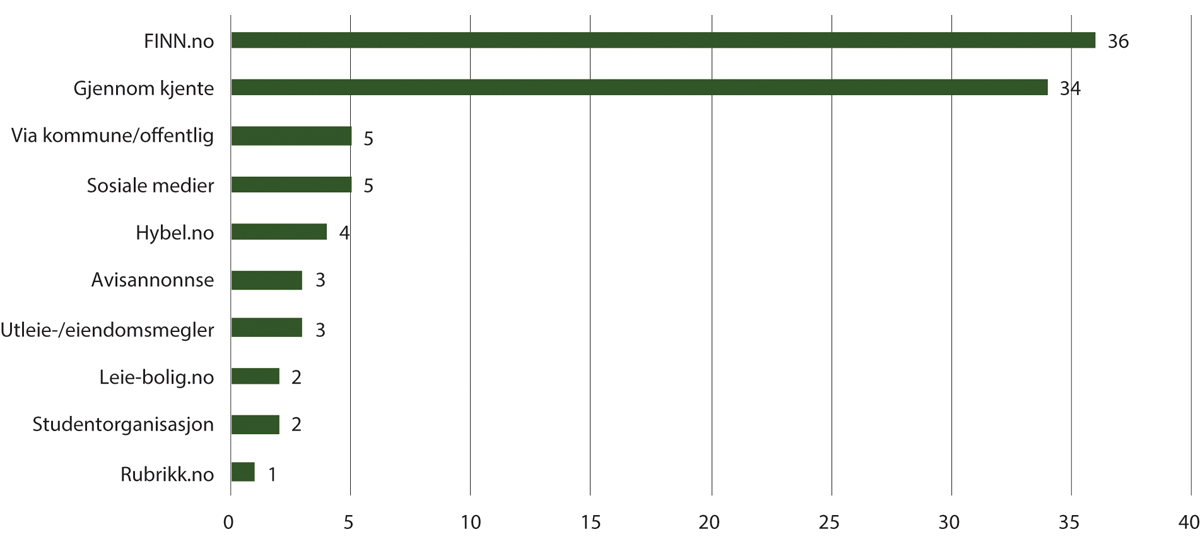 FINN.no 36
Gjennom kjente 34
Via kommune/offentlig 5
Sosiale medier 5
Hybel.no 4
Avisannonnse 3
Utleie-/eiendomsmegler 3
Leie-bolig.no 2
Studentorganisasjon 2
Rubrikk.no 1
0 5 10 15 20 25 30 35 40